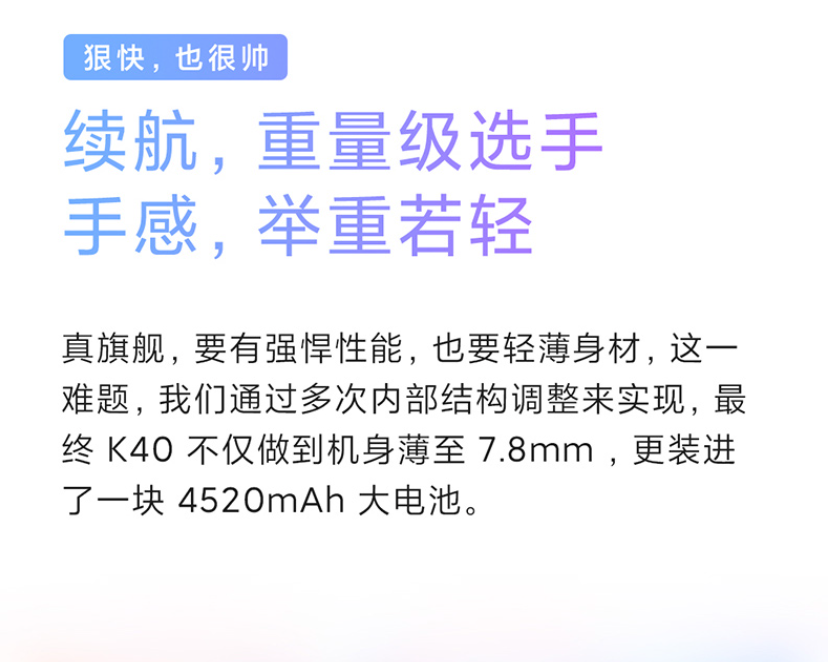 狠快，也很帅
续航，重量级选手
手感，举重若轻
真旗舰，要有强悍性能，也要轻薄身材，这一
难题，我们通过多次内部结构调整来实现，最
终 K40 不仅做到机身薄至 7.8mm ，更装进
了一块 4520mAh 大电池。